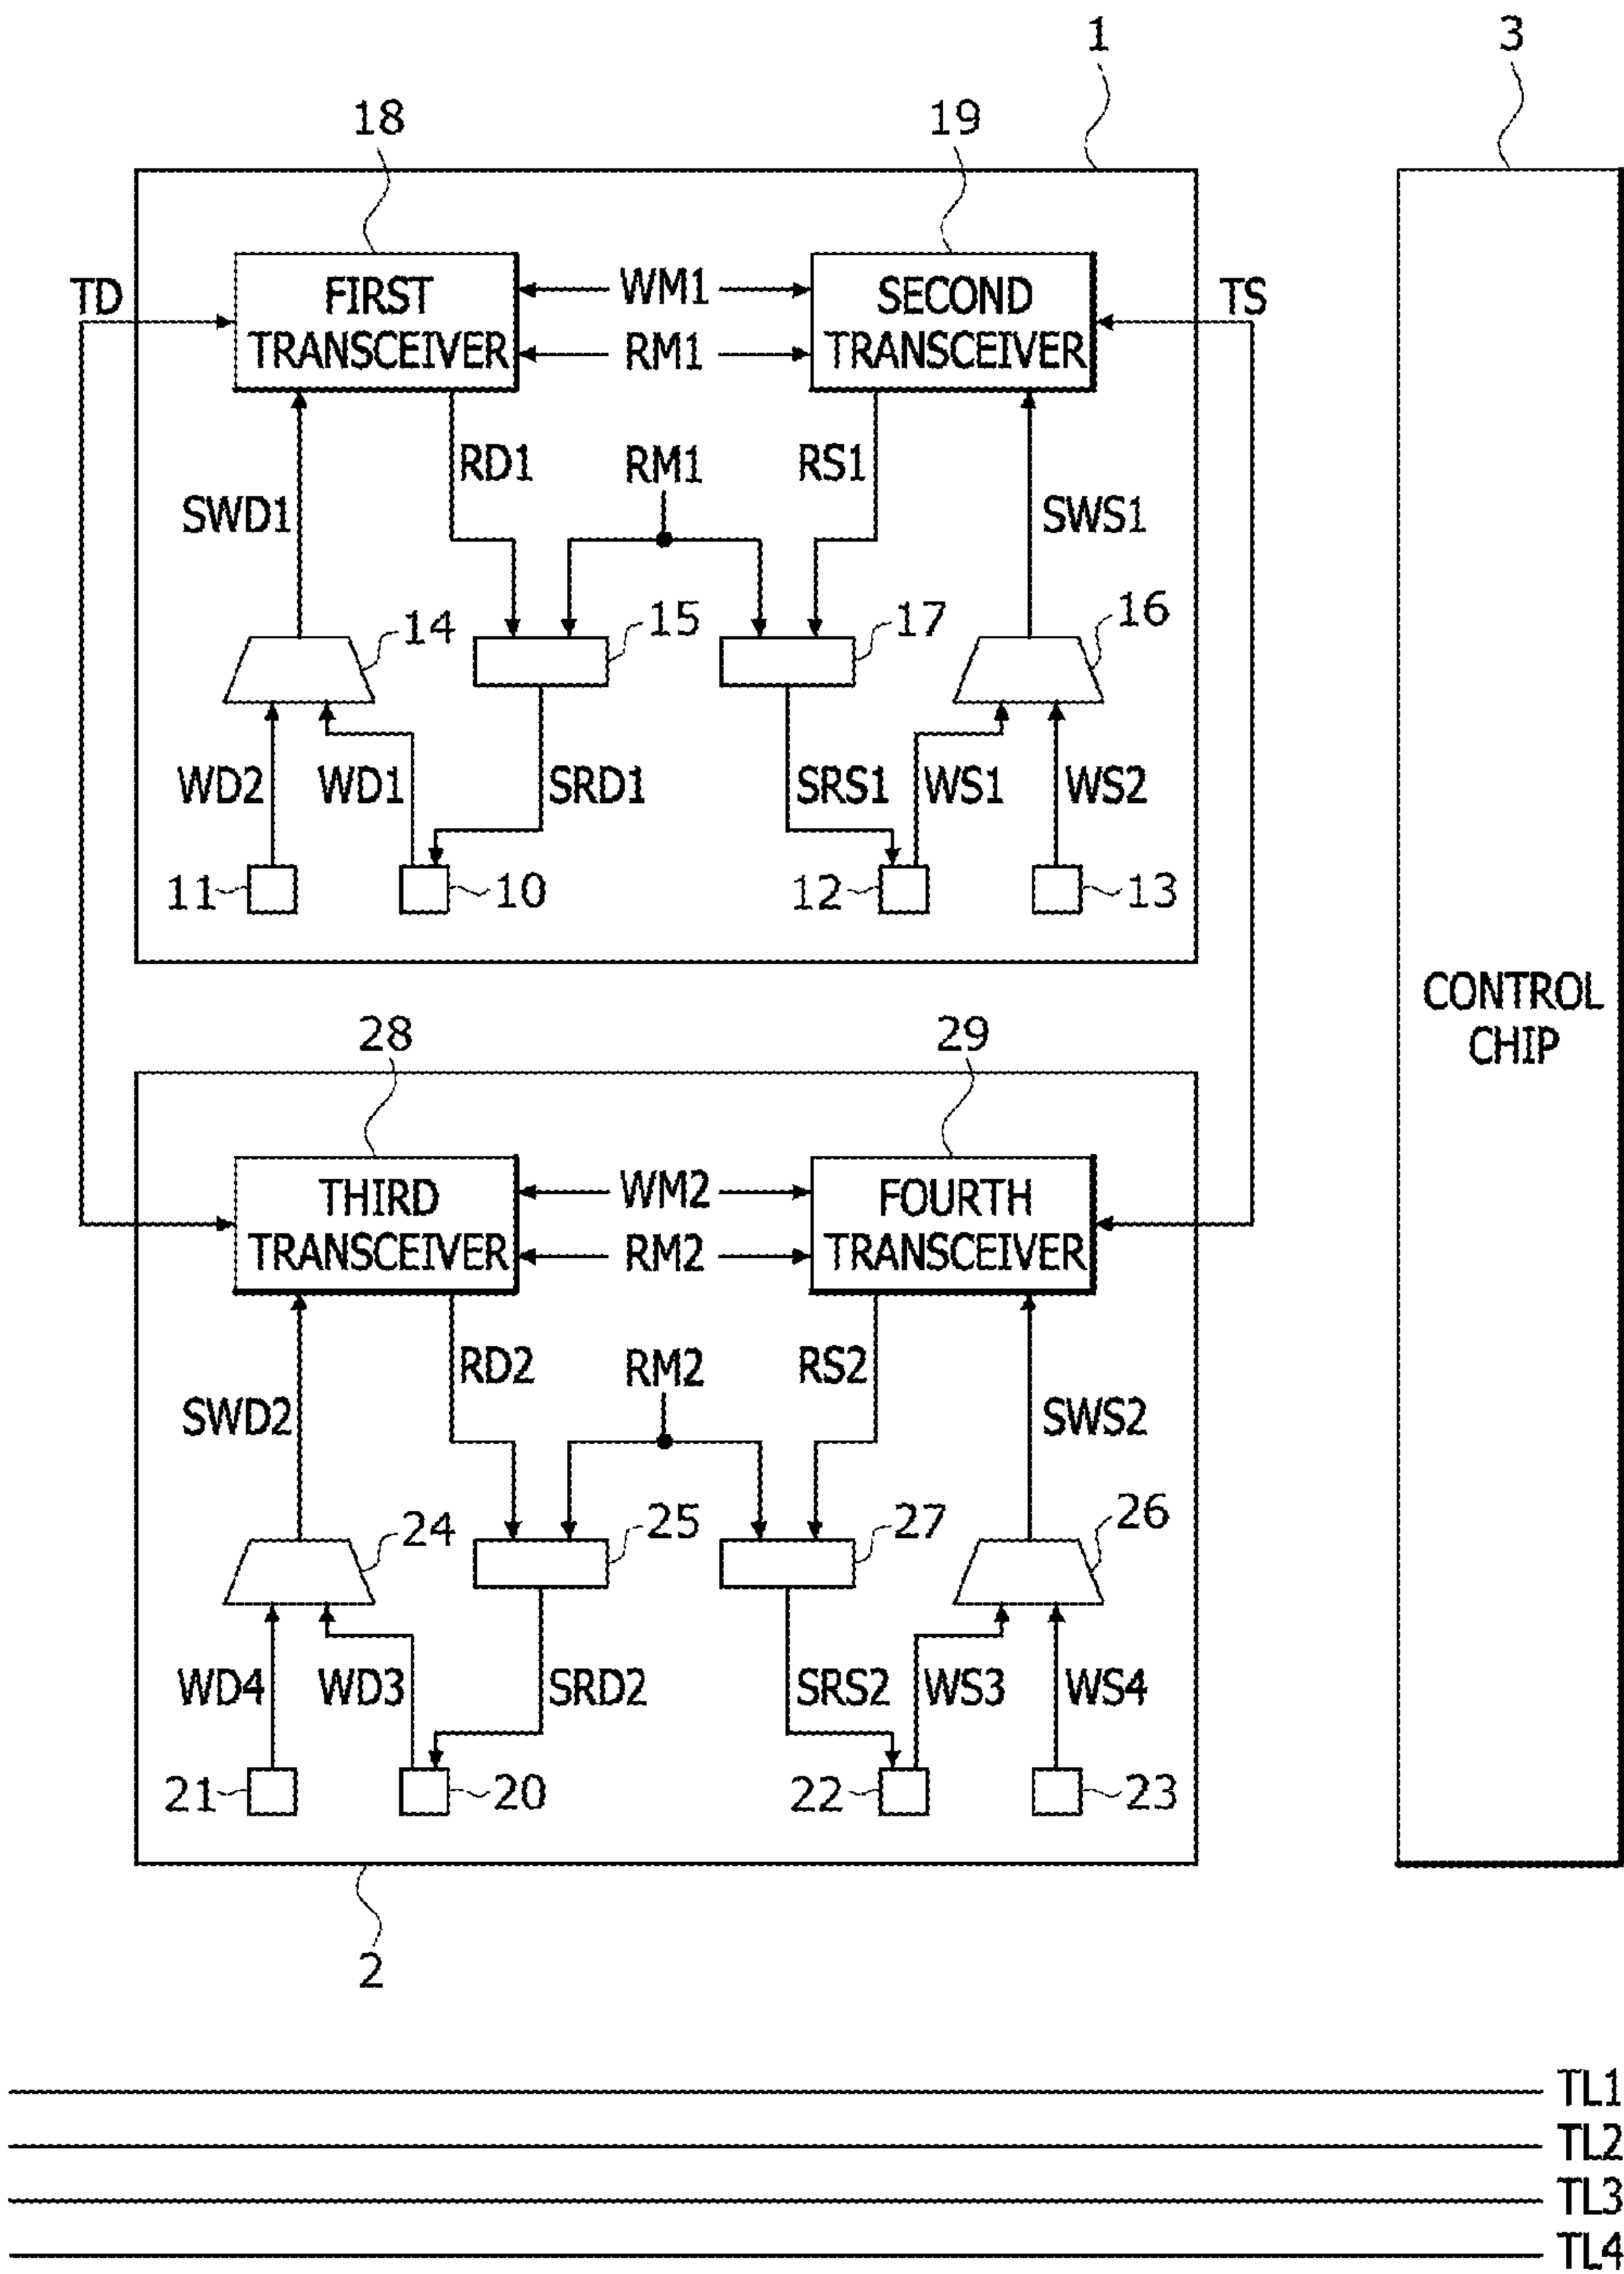 1
3
18
19
TD
FIRST
TRANSCEIVER
WM1
RM1
SECOND
TRANSCEIVER
TS
SWD1
RD1
RM1
RS1
SWS1
14
15
17
16
WD2
WD1
SRD1
SRS1
WS1
WS2
11
10
12
13
CONTROL
CHIP
28
29
THIRD
TRANSCEIVER
WM2
RM2
FOURTH
TRANSCEIVER
SWD2
RD2
RM2
RS2
SWS2
24
25
27
26
WD4
WD3
SRD2
SRS2
WS3
WS4
21
20
22
23
2
TL1
TL2
TL3
TL4